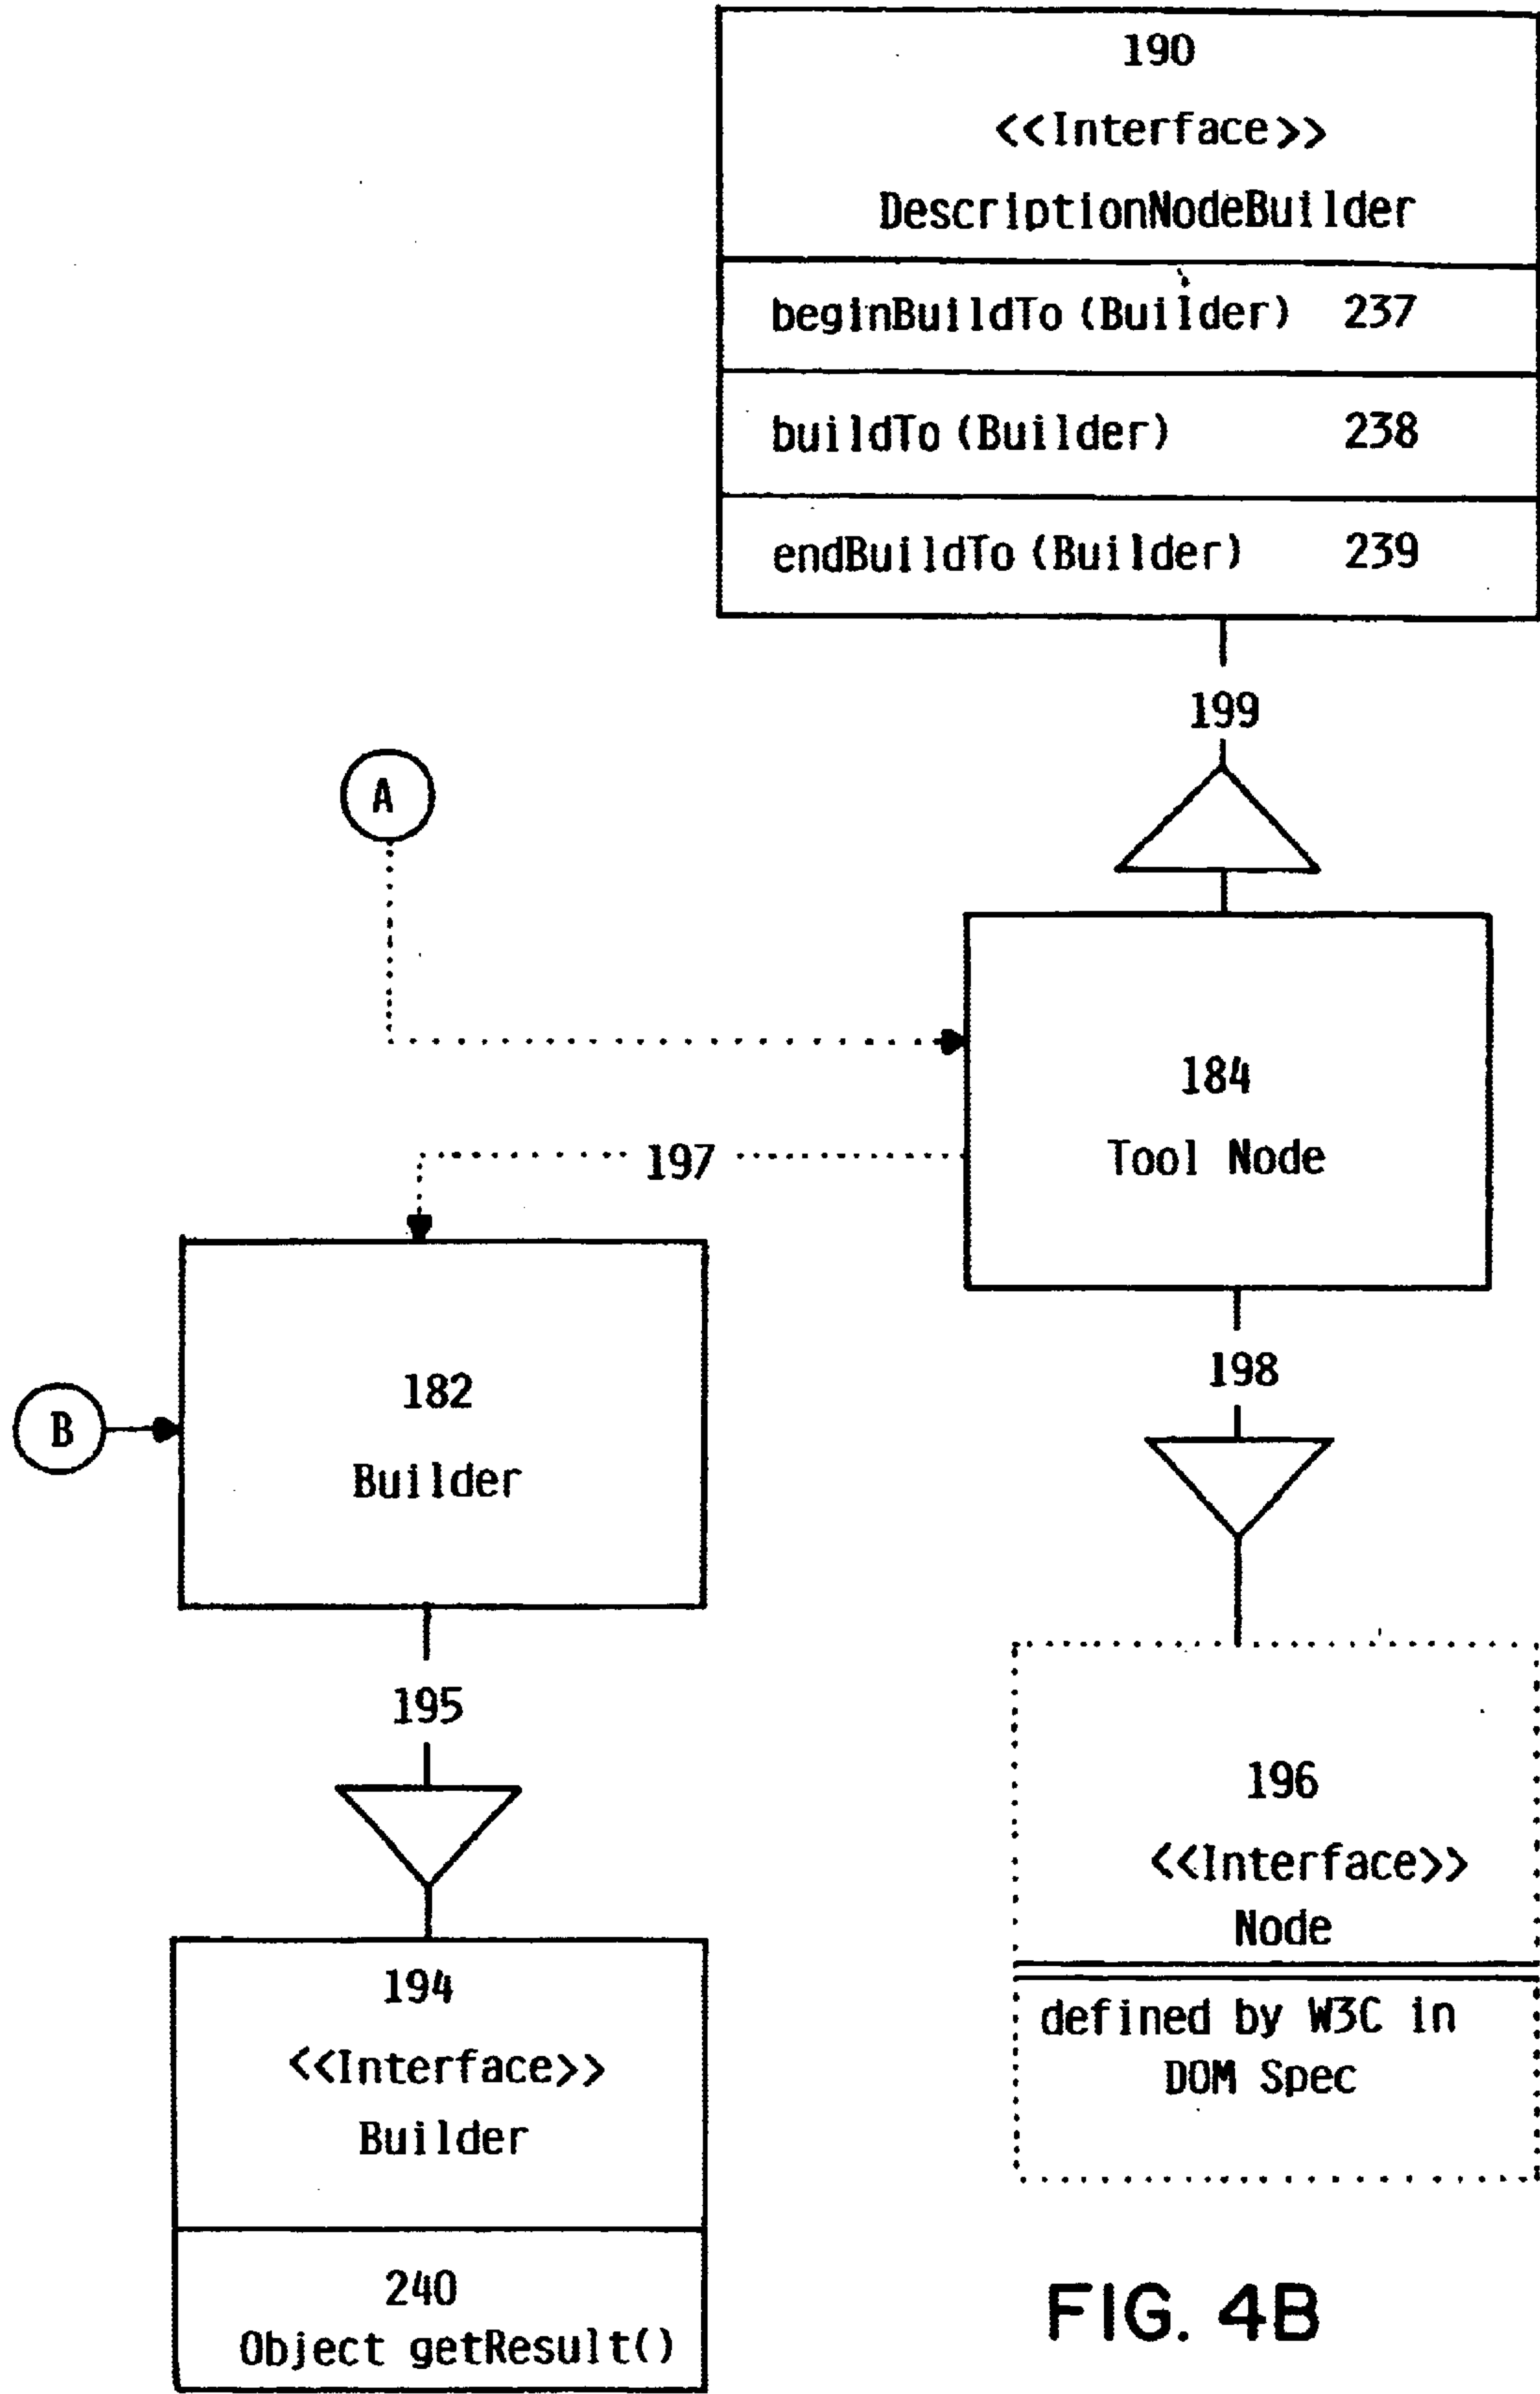 190
<<Interface>>
DescriptionNodeBuilder
beginBuildTo (Builder) 237
buildTo (Builder) 238
endBuildTo (Builder) 239
199
A
184
Tool Node
197
182
Builder
B
198
195
196
<<Interface>>
Node
defined by W3C in
DOM Spec
194
<<Interface>>
Builder
240
Object getResult()
FIG. 4B